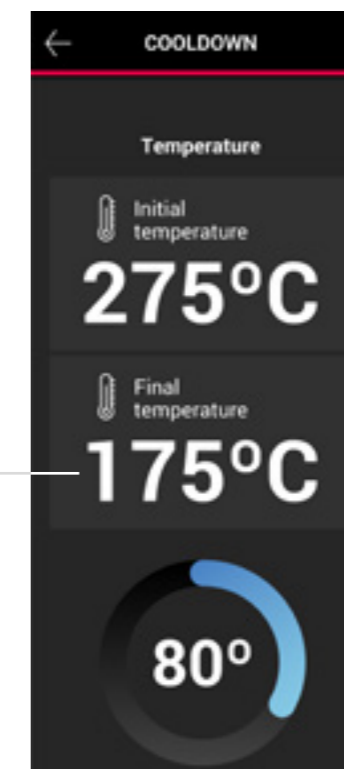 COOLDOWN
Temperature
Initial
temperature
275ºC
Final
temperature
175ºC
80º